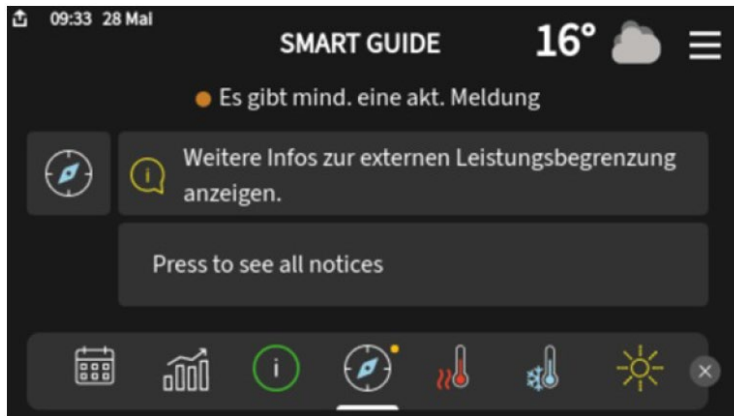 09:33 28 Mai
SMART GUIDE
16°
Es gibt mind. eine akt. Meldung
Weitere Infos zur externen Leistungsbegrenzung
anzeigen.
Press to see all notices